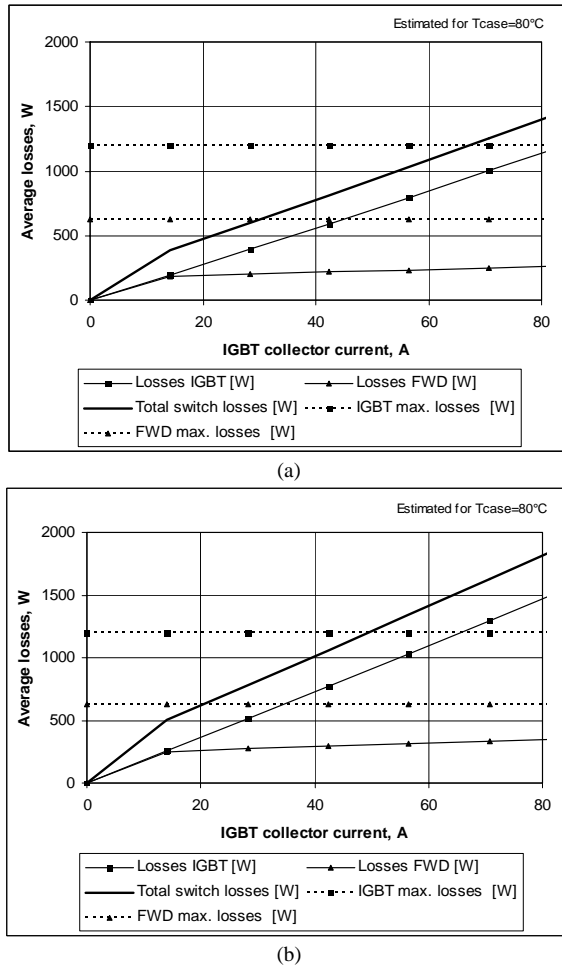 Estimated for Tcase=80°C
2000
1500
1000
500
0
0 20 40 60 80
Average losses, W
IGBT collector current, A
Losses IGBT [W] Losses FWD [W]
Total switch losses [W] IGBT max. losses [W]
FWD max. losses [W]
(a)
Estimated for Tcase=80°C
2000
1500
1000
500
0
0 20 40 60 80
Average losses, W
IGBT collector current, A
Losses IGBT [W] Losses FWD [W]
Total switch losses [W] IGBT max. losses [W]
FWD max. losses [W]
(b)